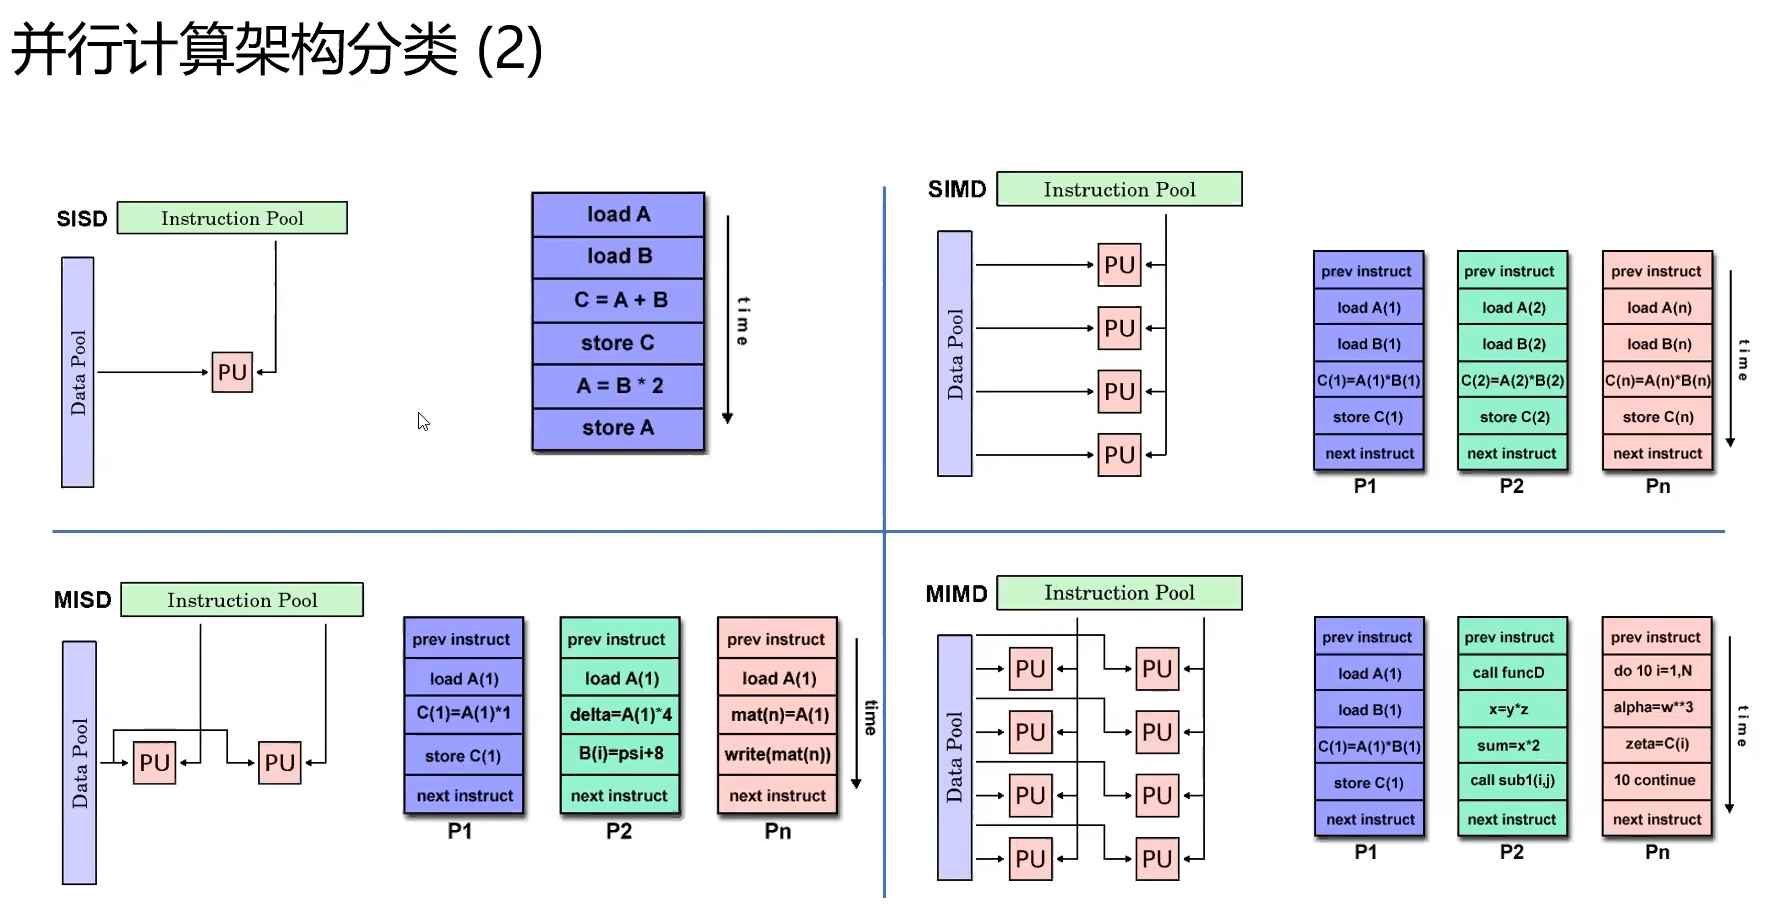 并行计算架构分类 (2)
SISD
Instruction Pool
Data Pool
PU
load A
load B
C = A + B
store C
A = B * 2
store A
time
SIMD
Instruction Pool
Data Pool
PU
PU
PU
PU
prev instruct
load A(1)
load B(1)
C(1)=A(1)*B(1)
store C(1)
next instruct
P1
prev instruct
load A(2)
load B(2)
C(2)=A(2)*B(2)
store C(2)
next instruct
P2
prev instruct
load A(n)
load B(n)
C(n)=A(n)*B(n)
store C(n)
next instruct
Pn
time
MISD
Instruction Pool
Data Pool
PU
PU
prev instruct
load A(1)
C(1)=A(1)*1
store C(1)
next instruct
P1
prev instruct
load A(1)
delta=A(1)*4
B(i)=psi+8
next instruct
P2
prev instruct
load A(1)
mat(n)=A(1)
write(mat(n))
next instruct
Pn
time
MIMD
Instruction Pool
Data Pool
PU
PU
PU
PU
PU
PU
PU
PU
prev instruct
load A(1)
load B(1)
C(1)=A(1)*B(1)
store C(1)
next instruct
P1
prev instruct
call funcD
x=y*z
sum=x*2
call sub1(i,j)
next instruct
P2
prev instruct
do 10 i=1,N
alpha=w**3
zeta=C(i)
10 continue
next instruct
Pn
time